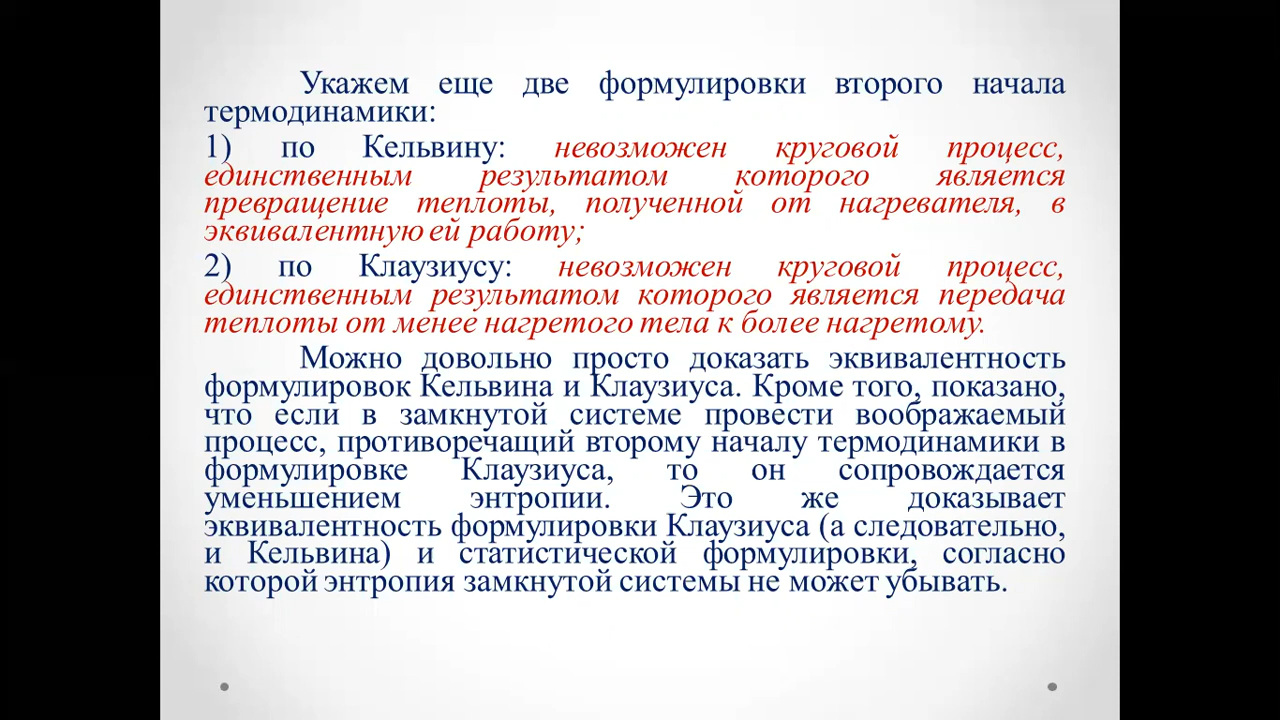 Укажем еще две формулировки второго начала
термодинамики:
1) по Кельвину: невозможен круговой процесс,
единственным результатом которого является
превращение теплоты, полученной от нагревателя, в
эквивалентную ей работу;
2) по Клаузиусу: невозможен круговой процесс,
единственным результатом которого является передача
теплоты от менее нагретого тела к более нагретому.
Можно довольно просто доказать эквивалентность
формулировок Кельвина и Клаузиуса. Кроме того, показано,
что если в замкнутой системе провести воображаемый
процесс, противоречащий второму началу термодинамики в
формулировке Клаузиуса, то он сопровождается
уменьшением энтропии. Это же доказывает
эквивалентность формулировки Клаузиуса (а следовательно,
и Кельвина) и статистической формулировки, согласно
которой энтропия замкнутой системы не может убывать.